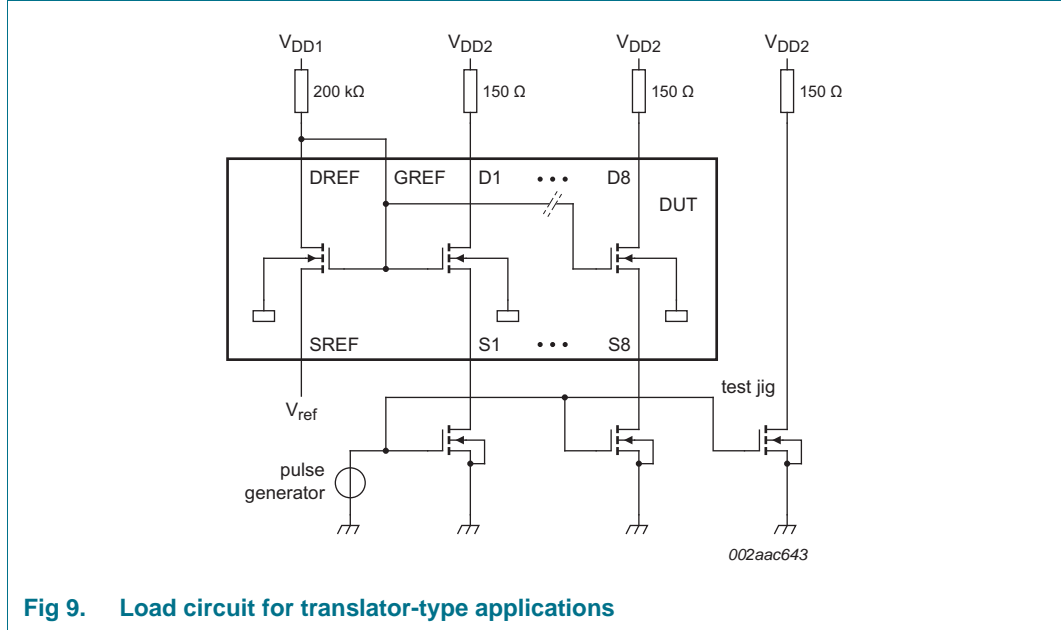 VDD1 VDD2 VDD2 VDD2
200 kΩ 150 Ω 150 Ω 150 Ω
DREF GREF D1 • • • D8
DUT
SREF S1 • • • S8
test jig
Vref
pulse
generator
002aac643
Fig 9. Load circuit for translator-type applications